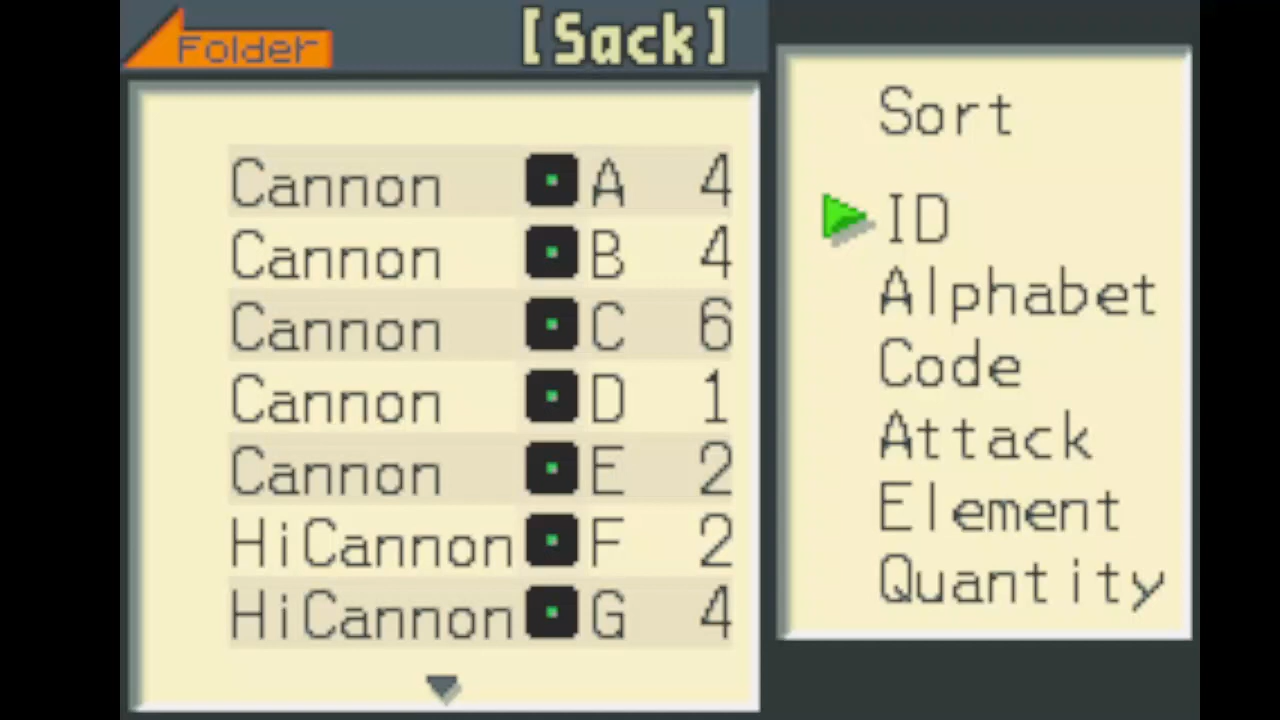 Folder
[Sack]
Cannon A 4
Cannon B 4
Cannon C 6
Cannon D 1
Cannon E 2
HiCannon F 2
HiCannon G 4
Sort
ID
Alphabet
Code
Attack
Element
Quantity